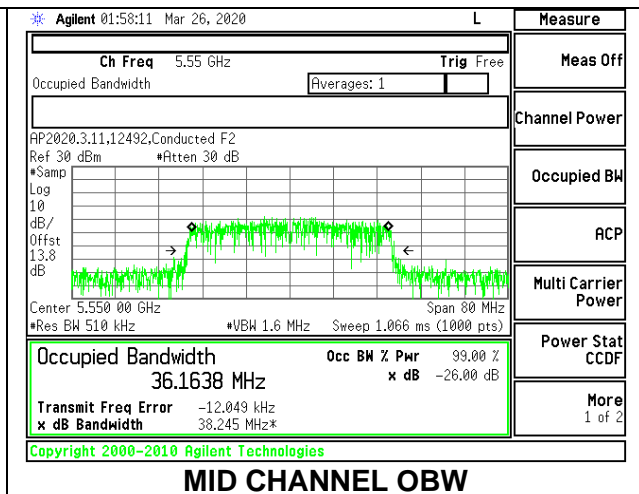 Agilent 01:58:11 Mar 26, 2020 L Measure
Ch Freq 5.55 GHz Trig Free
Occupied Bandwidth Averages: 1
AP2020.3.11,12492,Conducted F2
Ref 30 dBm #Atten 30 dB
#Samp
Log
10
dB/
Offst
13.8
dB
Center 5.550 00 GHz Span 80 MHz
#Res BW 510 kHz #VBW 1.6 MHz Sweep 1.066 ms (1000 pts)
Occupied Bandwidth Occ BW % Pwr 99.00 %
36.1638 MHz x dB -26.00 dB
Transmit Freq Error -12.049 kHz
x dB Bandwidth 38.245 MHz*
Copyright 2000-2010 Agilent Technologies
Meas Off
Channel Power
Occupied BW
ACP
Multi Carrier
Power
Power Stat
CCDF
More
1 of 2
MID CHANNEL OBW